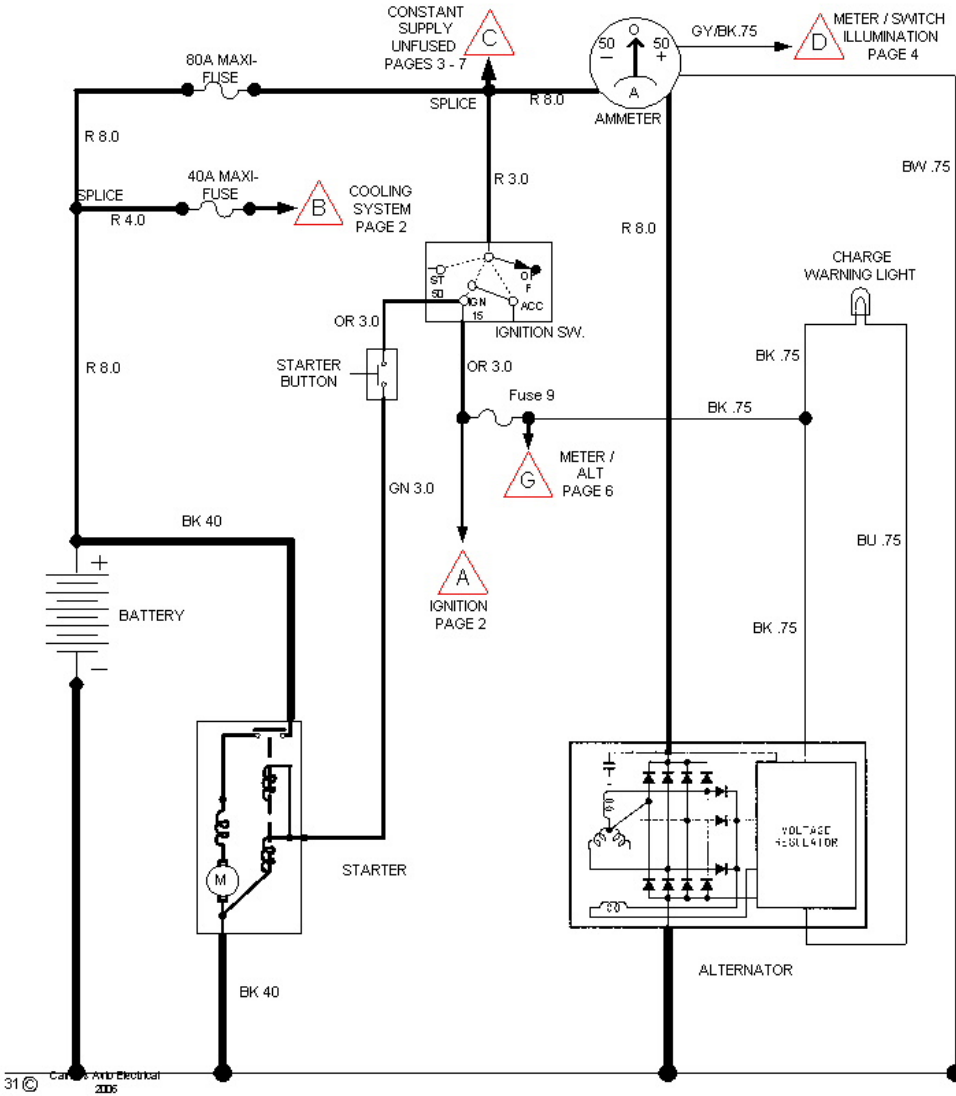 CONSTANT
SUPPLY
UNFUSED
PAGES 3 - 7
C
50
O
50
–
+
A
AMMETER
GY/BK.75
D
METER / SWITCH
ILLUMINATION
PAGE 4
80A MAXI-
FUSE
SPLICE
R 8.0
R 8.0
BW .75
40A MAXI-
FUSE
SPLICE
R 4.0
B
COOLING
SYSTEM
PAGE 2
R 3.0
R 8.0
CHARGE
WARNING LIGHT
ST
50
OF
F
IGN
15
ACC
IGNITION SW.
OR 3.0
STARTER
BUTTON
OR 3.0
R 8.0
BK .75
Fuse 9
BK .75
G
METER /
ALT
PAGE 6
GN 3.0
BK 40
BU .75
A
IGNITION
PAGE 2
+
BATTERY
–
BK .75
M
STARTER
VOLTAGE
REGULATOR
ALTERNATOR
BK 40
31 ©
Auto Electrical
2006